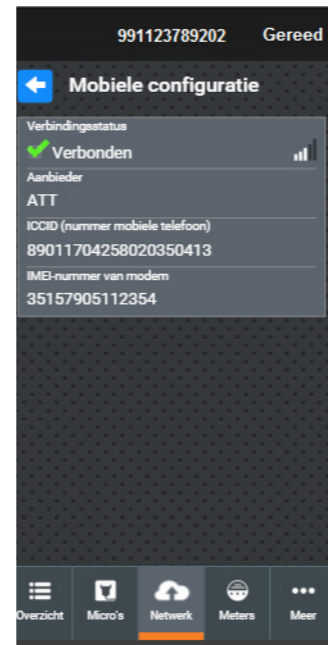 991123789202 Gereed
Mobiele configuratie
Verbindingsstatus
Verbonden
Aanbieder
ATT
ICCID (nummer mobiele telefoon)
89011704258020350413
IMEI-nummer van modem
35157905112354
Overzicht Micro's Netwerk Meters Meer